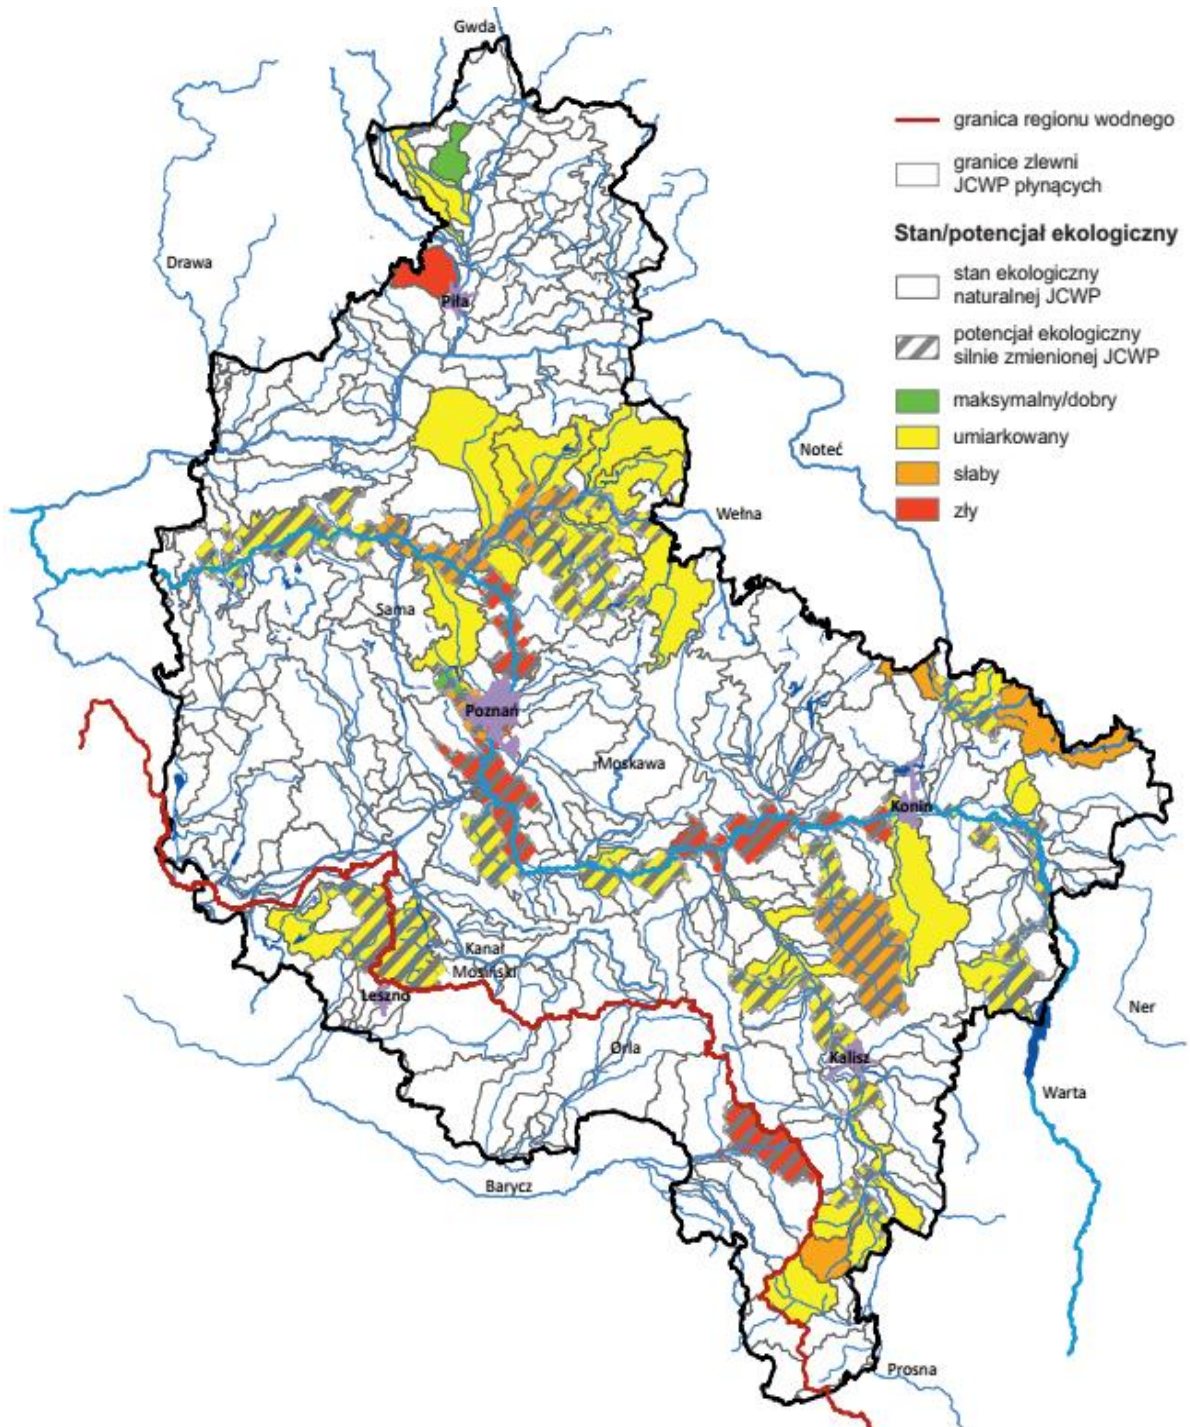 Gwda
granica regionu wodnego
granice zlewni
JCWP płynących
Stan/potencjał ekologiczny
Drawa
stan ekologiczny
naturalnej JCWP
Piła
potencjał ekologiczny
silnie zmienionej JCWP
maksymalny/dobry
umiarkowany
Noteć
słaby
zły
Wełna
Sama
Poznań
Moskawa
Konin
Kanał
Mosiński
Leszno
Ner
Orla
Kalisz
Warta
Barycz
Prosna